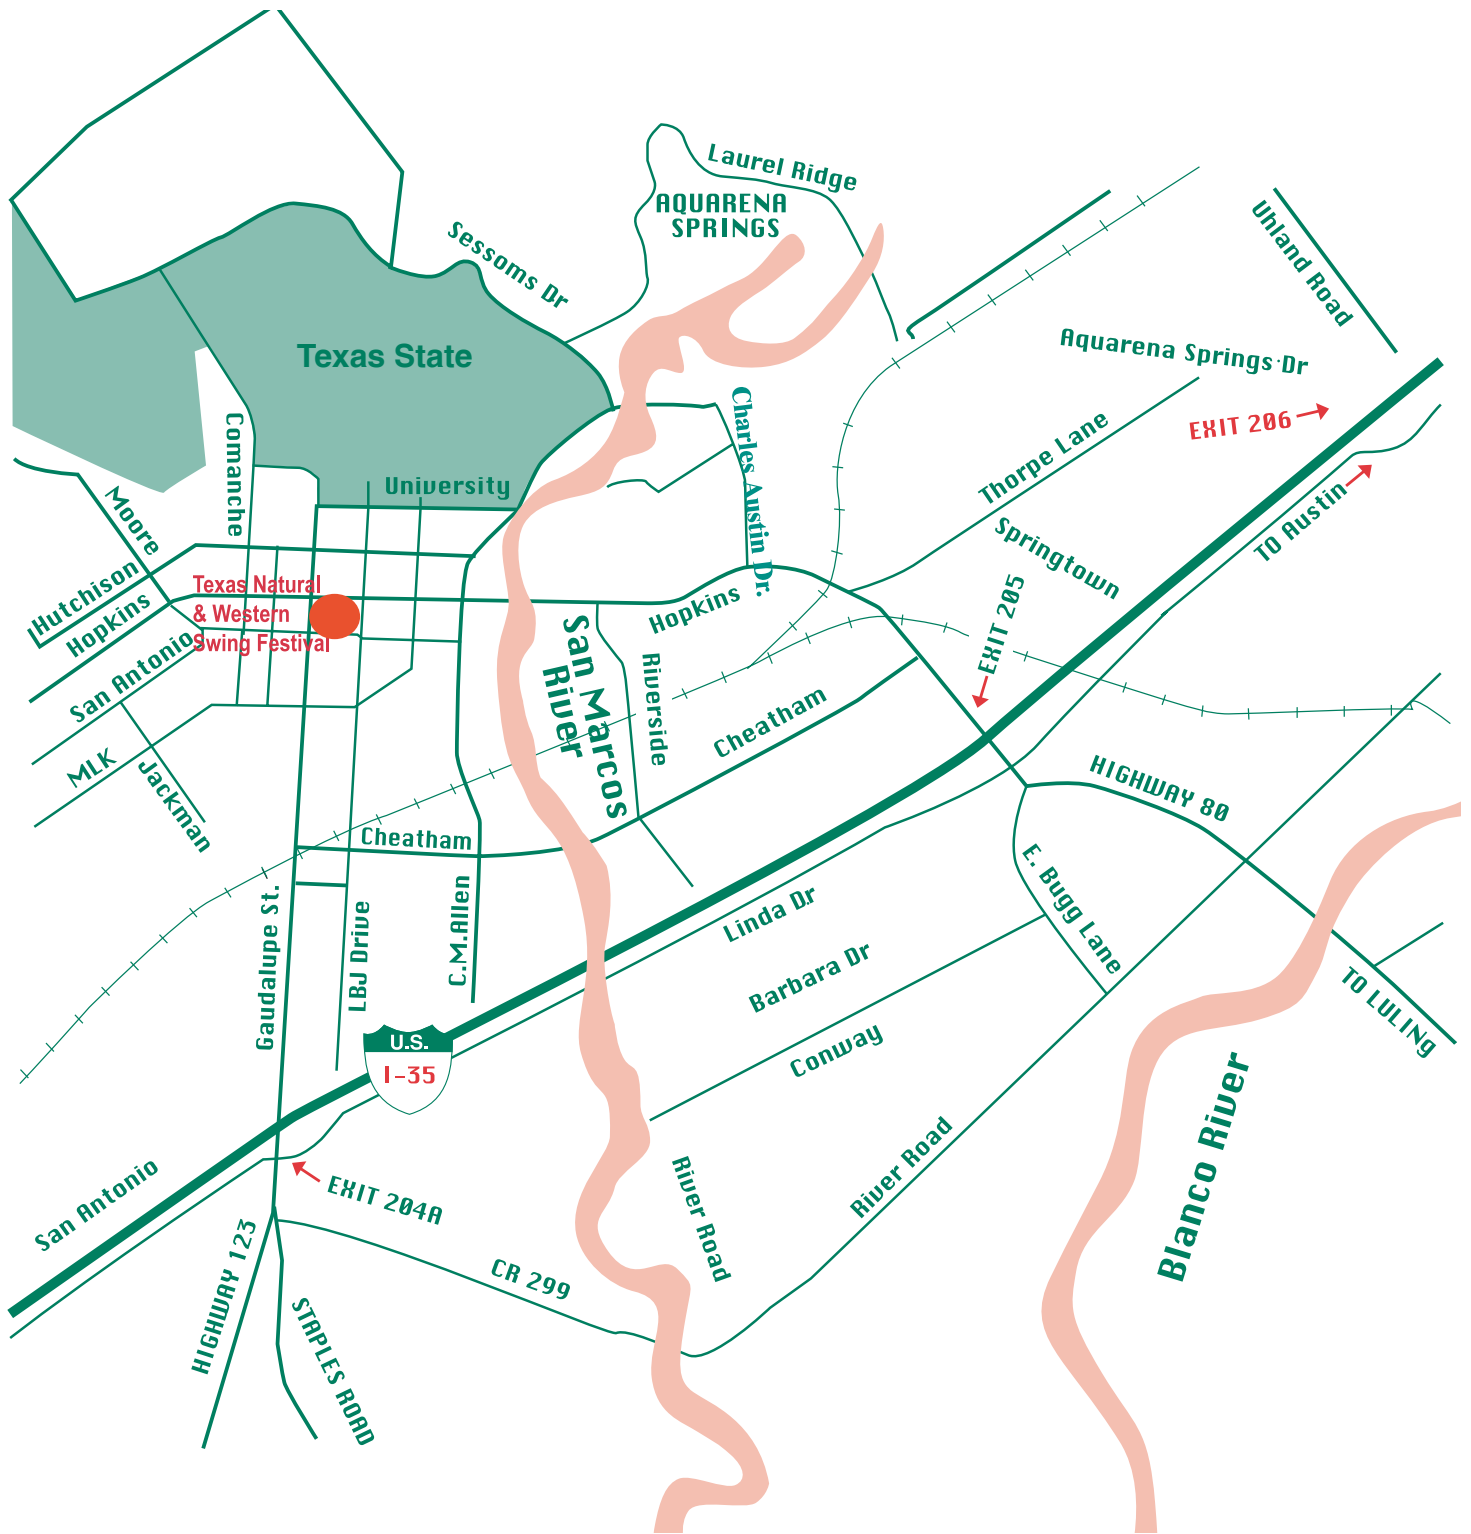 Laurel Ridge
AQUARENA
SPRINGS
Sessoms Dr
Uhland Road
Texas State
Aquarena Springs Dr
EXIT 206
Charles Austin Dr.
Thorpe Lane
Comanche
University
Moore
TO Austin
Springtown
Hutchison
Hopkins
Texas Natural
& Western
Swing Festival
San Antonio
Hopkins
EXIT 205
San Marcos
River
Riverside
Cheatham
MLK
Jackman
HIGHWAY 80
Cheatham
E. Bugg Lane
Linda Dr
Gaudalupe St.
LBJ Drive
C.M.Allen
Barbara Dr
TO LULING
Conway
U.S.
I-35
Blanco River
River Road
River Road
San Antonio
EXIT 204A
HIGHWAY 123
CR 299
STAPLES ROAD